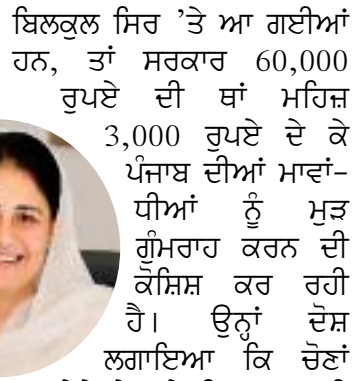 ਬਿਲਕੁਲ ਸਿਰ ’ਤੇ ਆ ਗਈਆਂ
ਹਨ, ਤਾਂ ਸਰਕਾਰ 60,000
ਰੁਪਏ ਦੀ ਥਾਂ ਮਹਿਜ਼
3,000 ਰੁਪਏ ਦੇ ਕੇ
ਪੰਜਾਬ ਦੀਆਂ ਮਾਵਾਂ-
ਧੀਆਂ ਨੂੰ ਮੁੜ
ਗੁੰਮਰਾਹ ਕਰਨ ਦੀ
ਕੋਸ਼ਿਸ਼ ਕਰ ਰਹੀ
ਹੈ। ਉਨ੍ਹਾਂ ਦੋਸ਼
ਲਗਾਇਆ ਕਿ ਚੋਣਾਂ